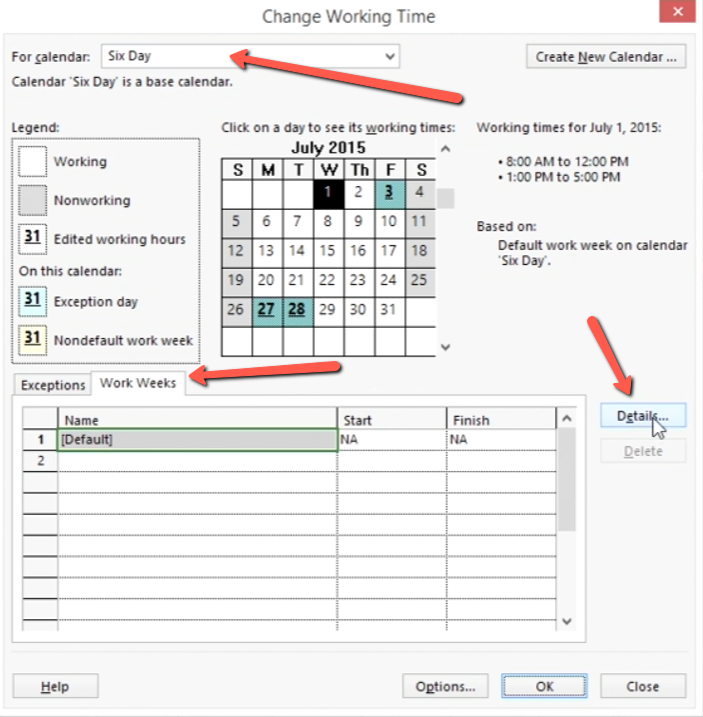 Change Working Time
For calendar: Six Day
Create New Calendar ...
Calendar 'Six Day' is a base calendar.
Legend:
Working
Nonworking
31 Edited working hours
On this calendar:
31 Exception day
31 Nondefault work week
Click on a day to see its working times:
July 2015
S M T W Th F S
1 2 3 4
5 6 7 8 9 10 11
12 13 14 15 16 17 18
19 20 21 22 23 24 25
26 27 28 29 30 31
Working times for July 1, 2015:
• 8:00 AM to 12:00 PM
• 1:00 PM to 5:00 PM
Based on:
Default work week on calendar
'Six Day'.
Exceptions Work Weeks
Name Start Finish
1 [Default] NA NA
2
Details...
Delete
Help
Options...
OK
Close